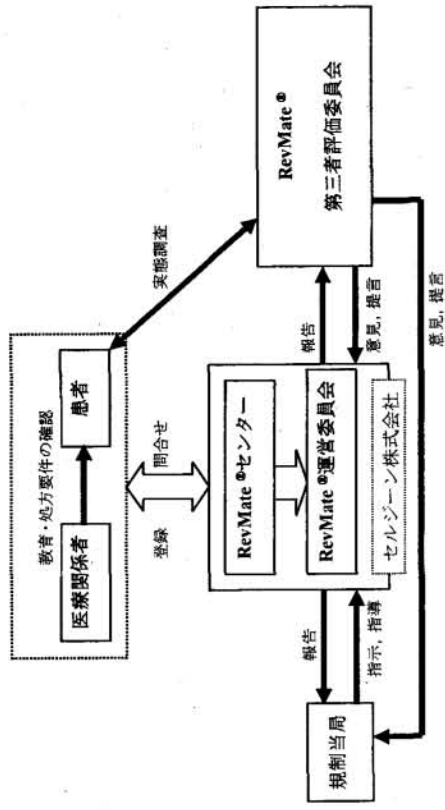 教育・処方要件の確認
医療関係者
患者
実態調査
登録
問合せ
RevMate®センター
RevMate®運営委員会
セルジーン株式会社
報告
意見，提言
RevMate®
第三者評価委員会
報告
指示，指導
規制当局
意見，提言